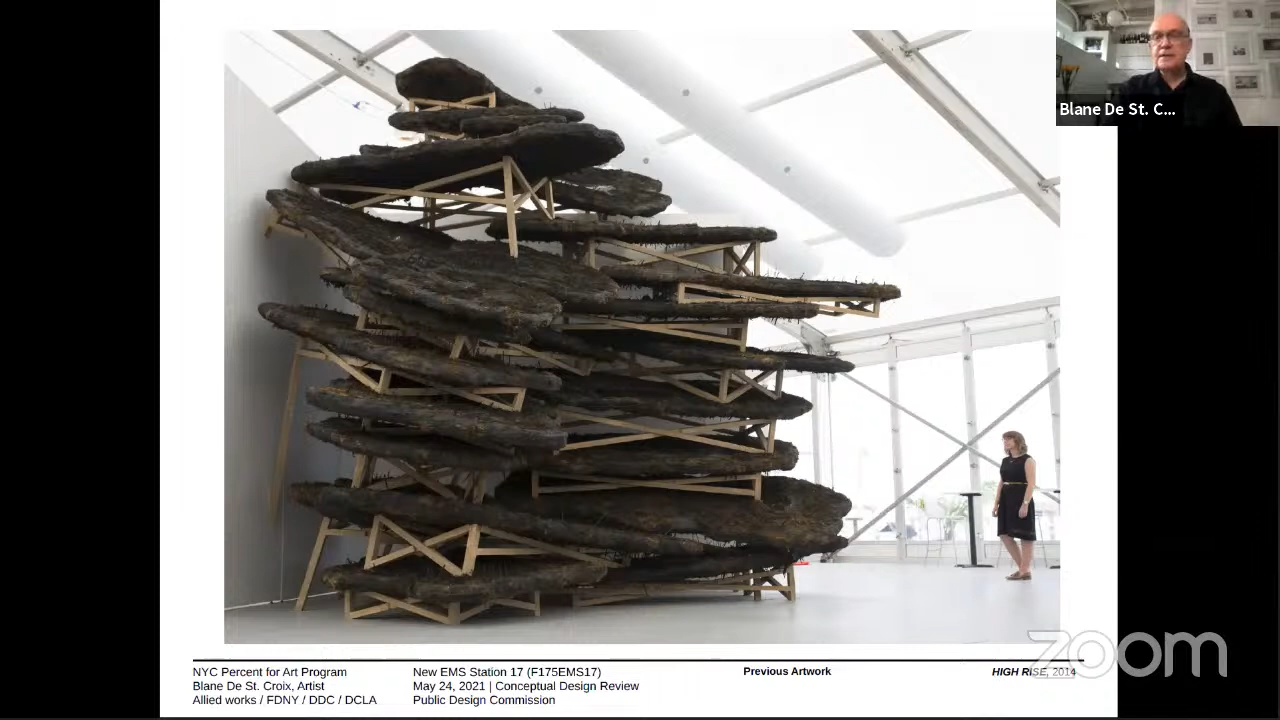 Blane De St. C...
NYC Percent for Art Program
Blane De St. Croix, Artist
Allied works / FDNY / DDC / DCLA
New EMS Station 17 (F175EMS17)
May 24, 2021 | Conceptual Design Review
Public Design Commission
Previous Artwork
HIGH RISE, 2014
zoom